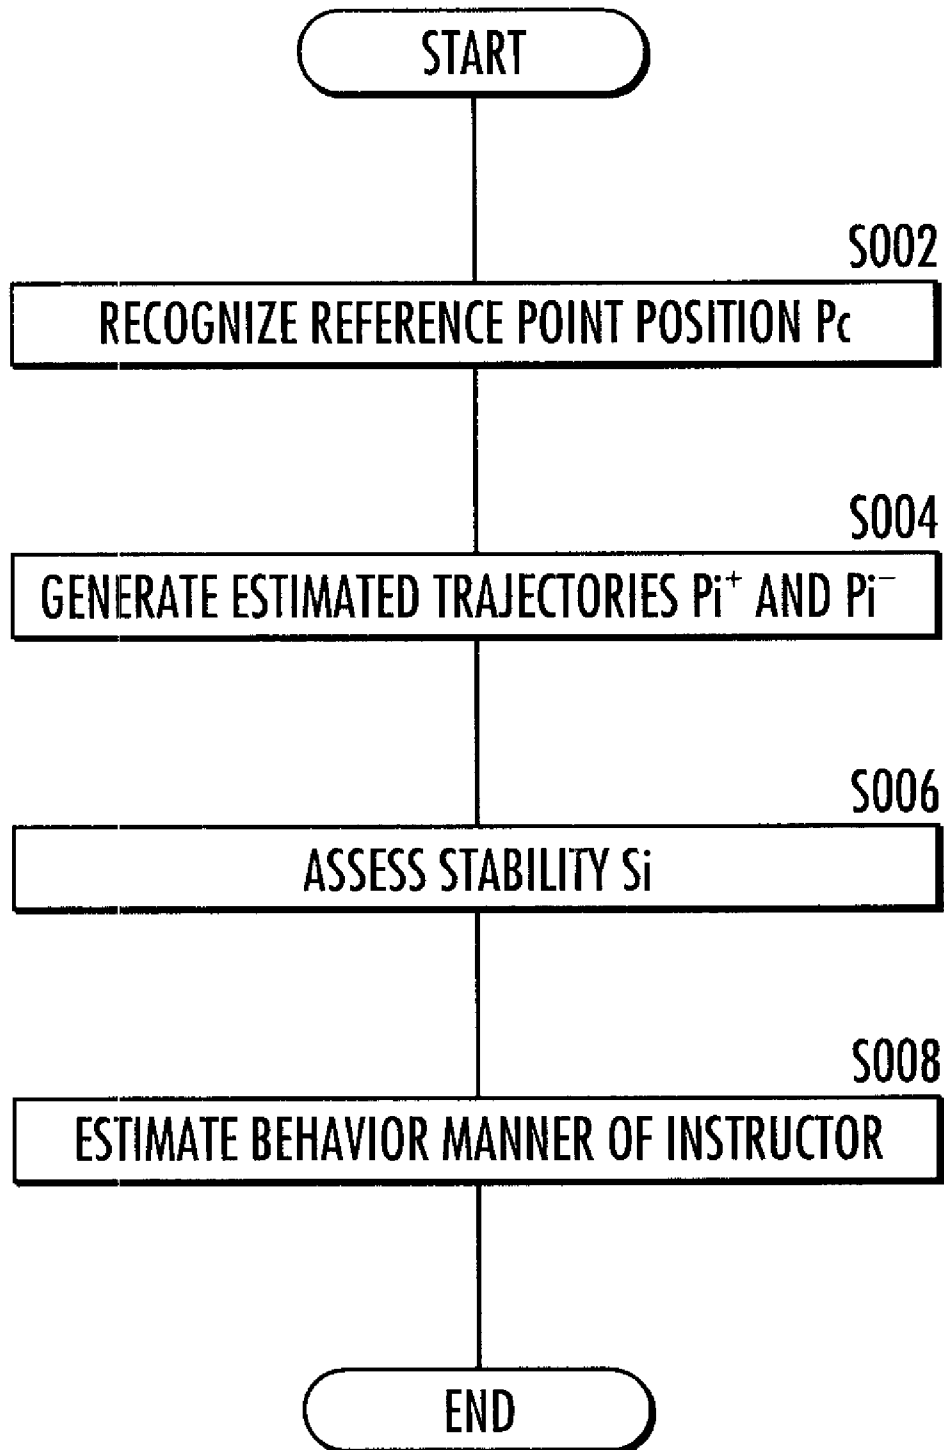 START
S002
RECOGNIZE REFERENCE POINT POSITION Pc
S004
GENERATE ESTIMATED TRAJECTORIES Pi⁺ AND Pi⁻
S006
ASSESS STABILITY Si
S008
ESTIMATE BEHAVIOR MANNER OF INSTRUCTOR
END